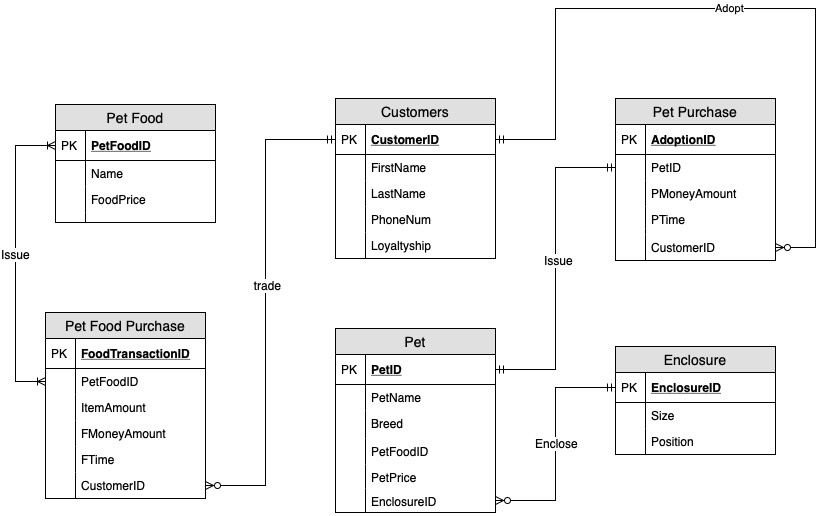 Adopt
Pet Food
PK PetFoodID
Name
FoodPrice
Customers
PK CustomerID
FirstName
LastName
PhoneNum
Loyaltyship
Pet Purchase
PK AdoptionID
PetID
PMoneyAmount
PTime
CustomerID
Issue
trade
Issue
Pet Food Purchase
PK FoodTransactionID
PetFoodID
ItemAmount
FMoneyAmount
FTime
CustomerID
Pet
PK PetID
PetName
Breed
PetFoodID
PetPrice
EnclosureID
Enclose
Enclosure
PK EnclosureID
Size
Position